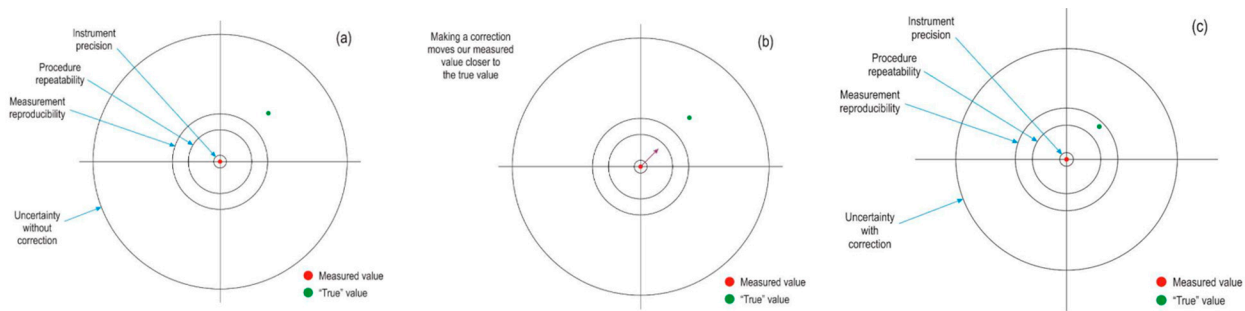 (a)
Instrument
precision
Procedure
repeatability
Measurement
reproducibility
Uncertainty
without
correction
Measured value
"True" value
(b)
Making a correction
moves our measured
value closer to
the true value
Measured value
"True" value
(c)
Instrument
precision
Procedure
repeatability
Measurement
reproducibility
Uncertainty
with
correction
Measured value
"True" value